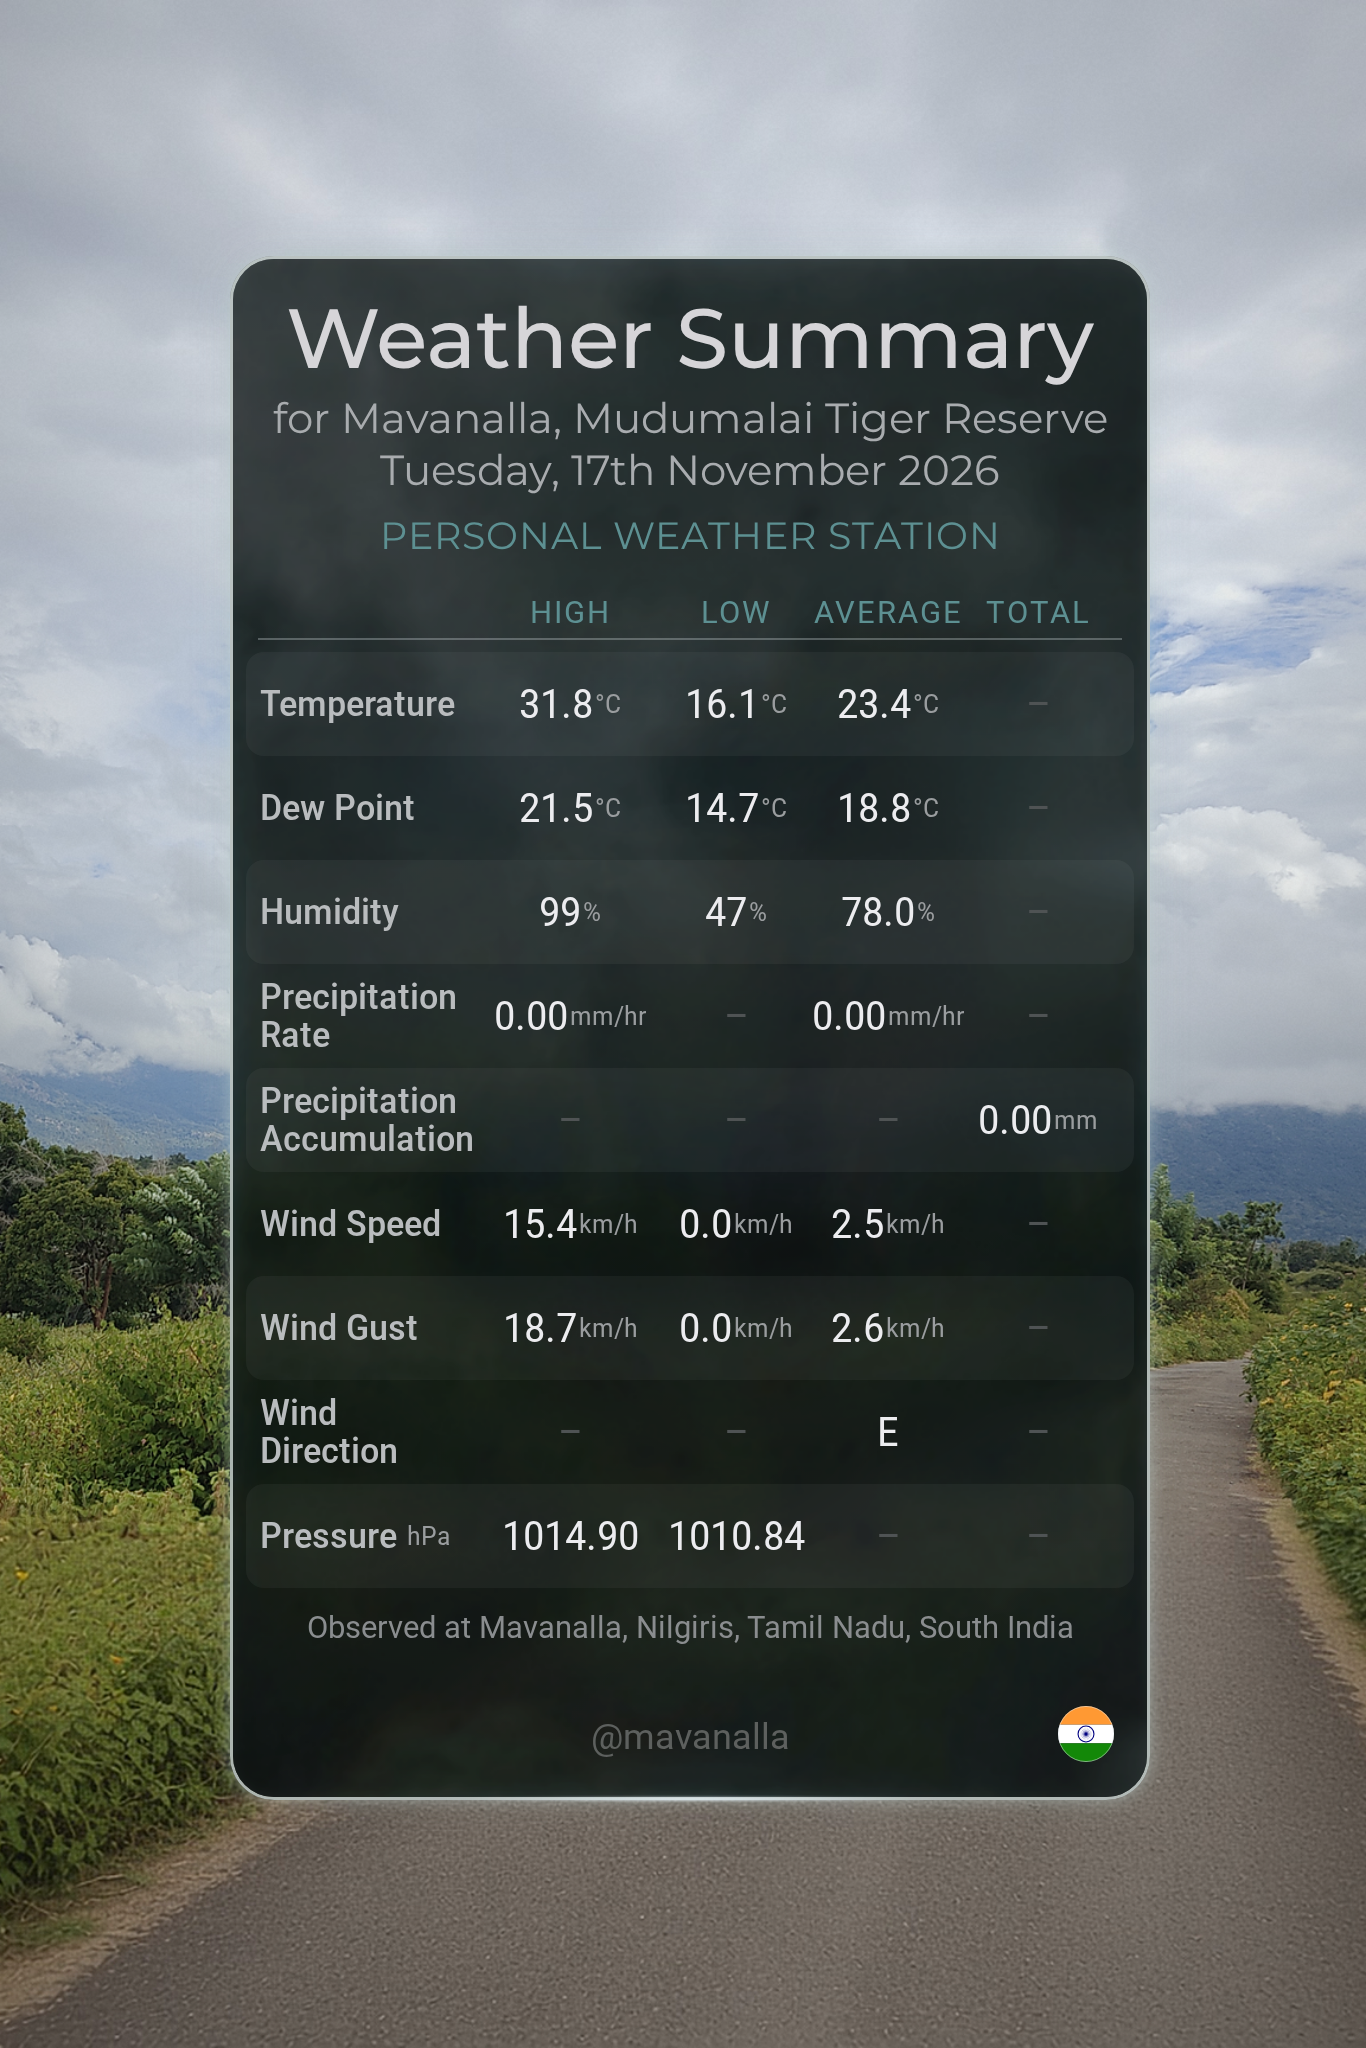 Weather Summary
for Mavanalla, Mudumalai Tiger Reserve
Tuesday, 17th November 2026
PERSONAL WEATHER STATION
HIGH LOW AVERAGE TOTAL
Temperature 31.8°C 16.1°C 23.4°C –
Dew Point 21.5°C 14.7°C 18.8°C –
Humidity 99% 47% 78.0% –
Precipitation
Rate 0.00mm/hr – 0.00mm/hr –
Precipitation
Accumulation – – – 0.00mm
Wind Speed 15.4km/h 0.0km/h 2.5km/h –
Wind Gust 18.7km/h 0.0km/h 2.6km/h –
Wind
Direction – – E –
Pressure hPa 1014.90 1010.84 – –
Observed at Mavanalla, Nilgiris, Tamil Nadu, South India
@mavanalla